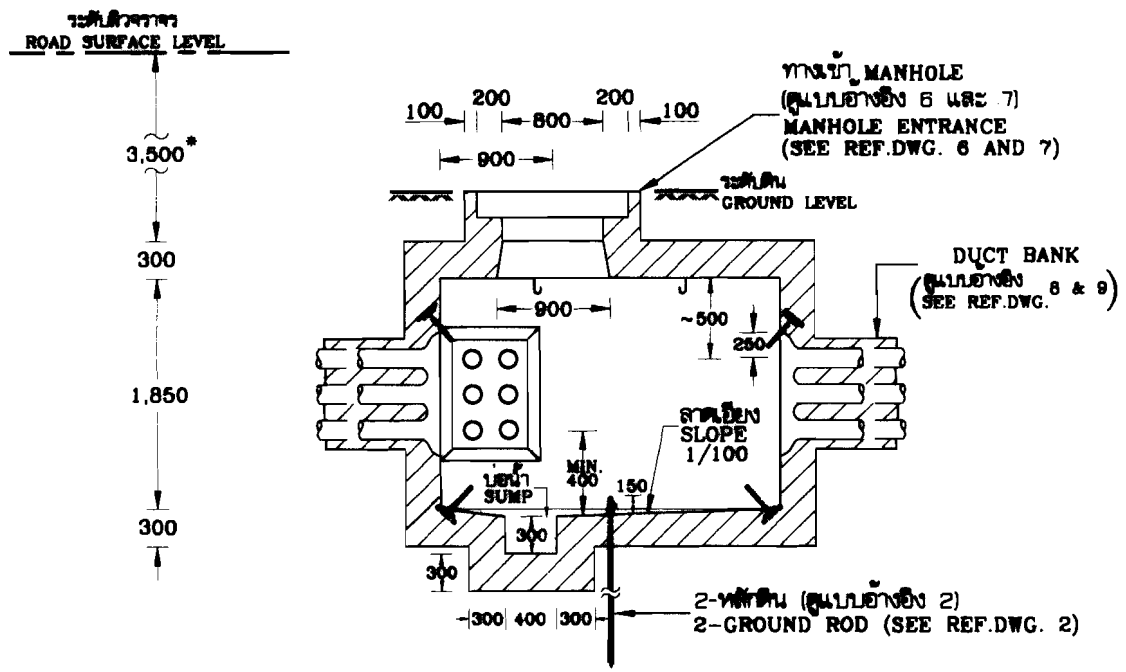 ระดับผิวจราจร
ROAD SURFACE LEVEL
ทางเข้า MANHOLE
(ดูแบบอ้างอิง 6 และ 7)
MANHOLE ENTRANCE
(SEE REF.DWG. 6 AND 7)
100 200 800 200 100
3,500*
900
ระดับดิน
GROUND LEVEL
300
DUCT BANK
(ดูแบบอ้างอิง
SEE REF.DWG. 8 & 9)
900
~500
250
1,850
ลาดเอียง
SLOPE
1/100
MIN.
400
150
บ่อน้ำ
SUMP
300
300
300
300 400 300
2-หลักดิน (ดูแบบอ้างอิง 2)
2-GROUND ROD (SEE REF.DWG. 2)